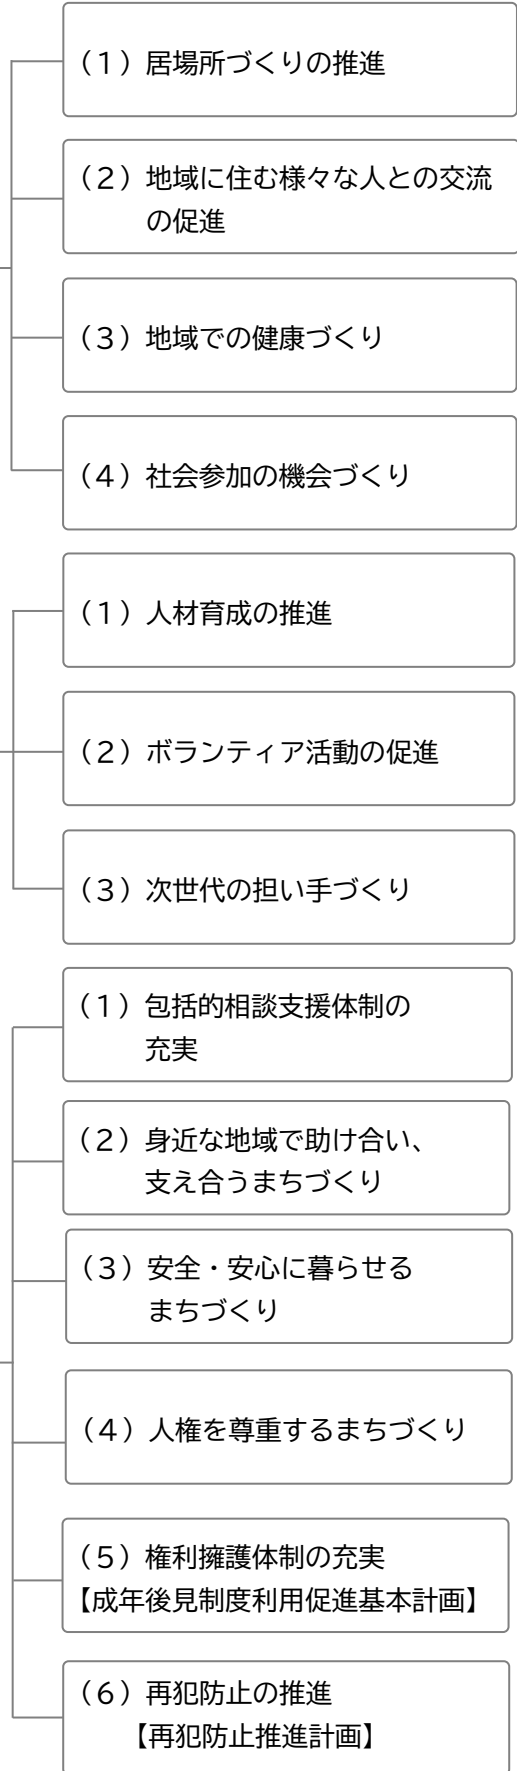 （1）居場所づくりの推進
（2）地域に住む様々な人との交流
の促進
（3）地域での健康づくり
（4）社会参加の機会づくり
（1）人材育成の推進
（2）ボランティア活動の促進
（3）次世代の担い手づくり
（1）包括的相談支援体制の
充実
（2）身近な地域で助け合い、
支え合うまちづくり
（3）安全・安心に暮らせる
まちづくり
（4）人権を尊重するまちづくり
（5）権利擁護体制の充実
【成年後見制度利用促進基本計画】
（6）再犯防止の推進
【再犯防止推進計画】